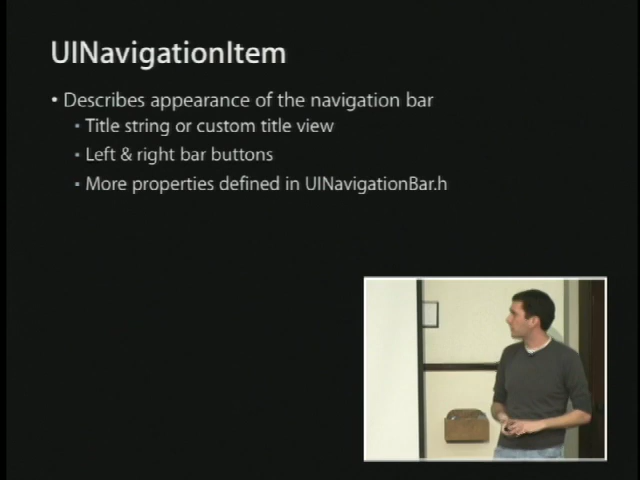 UINavigationItem
• Describes appearance of the navigation bar
▪ Title string or custom title view
▪ Left & right bar buttons
▪ More properties defined in UINavigationBar.h